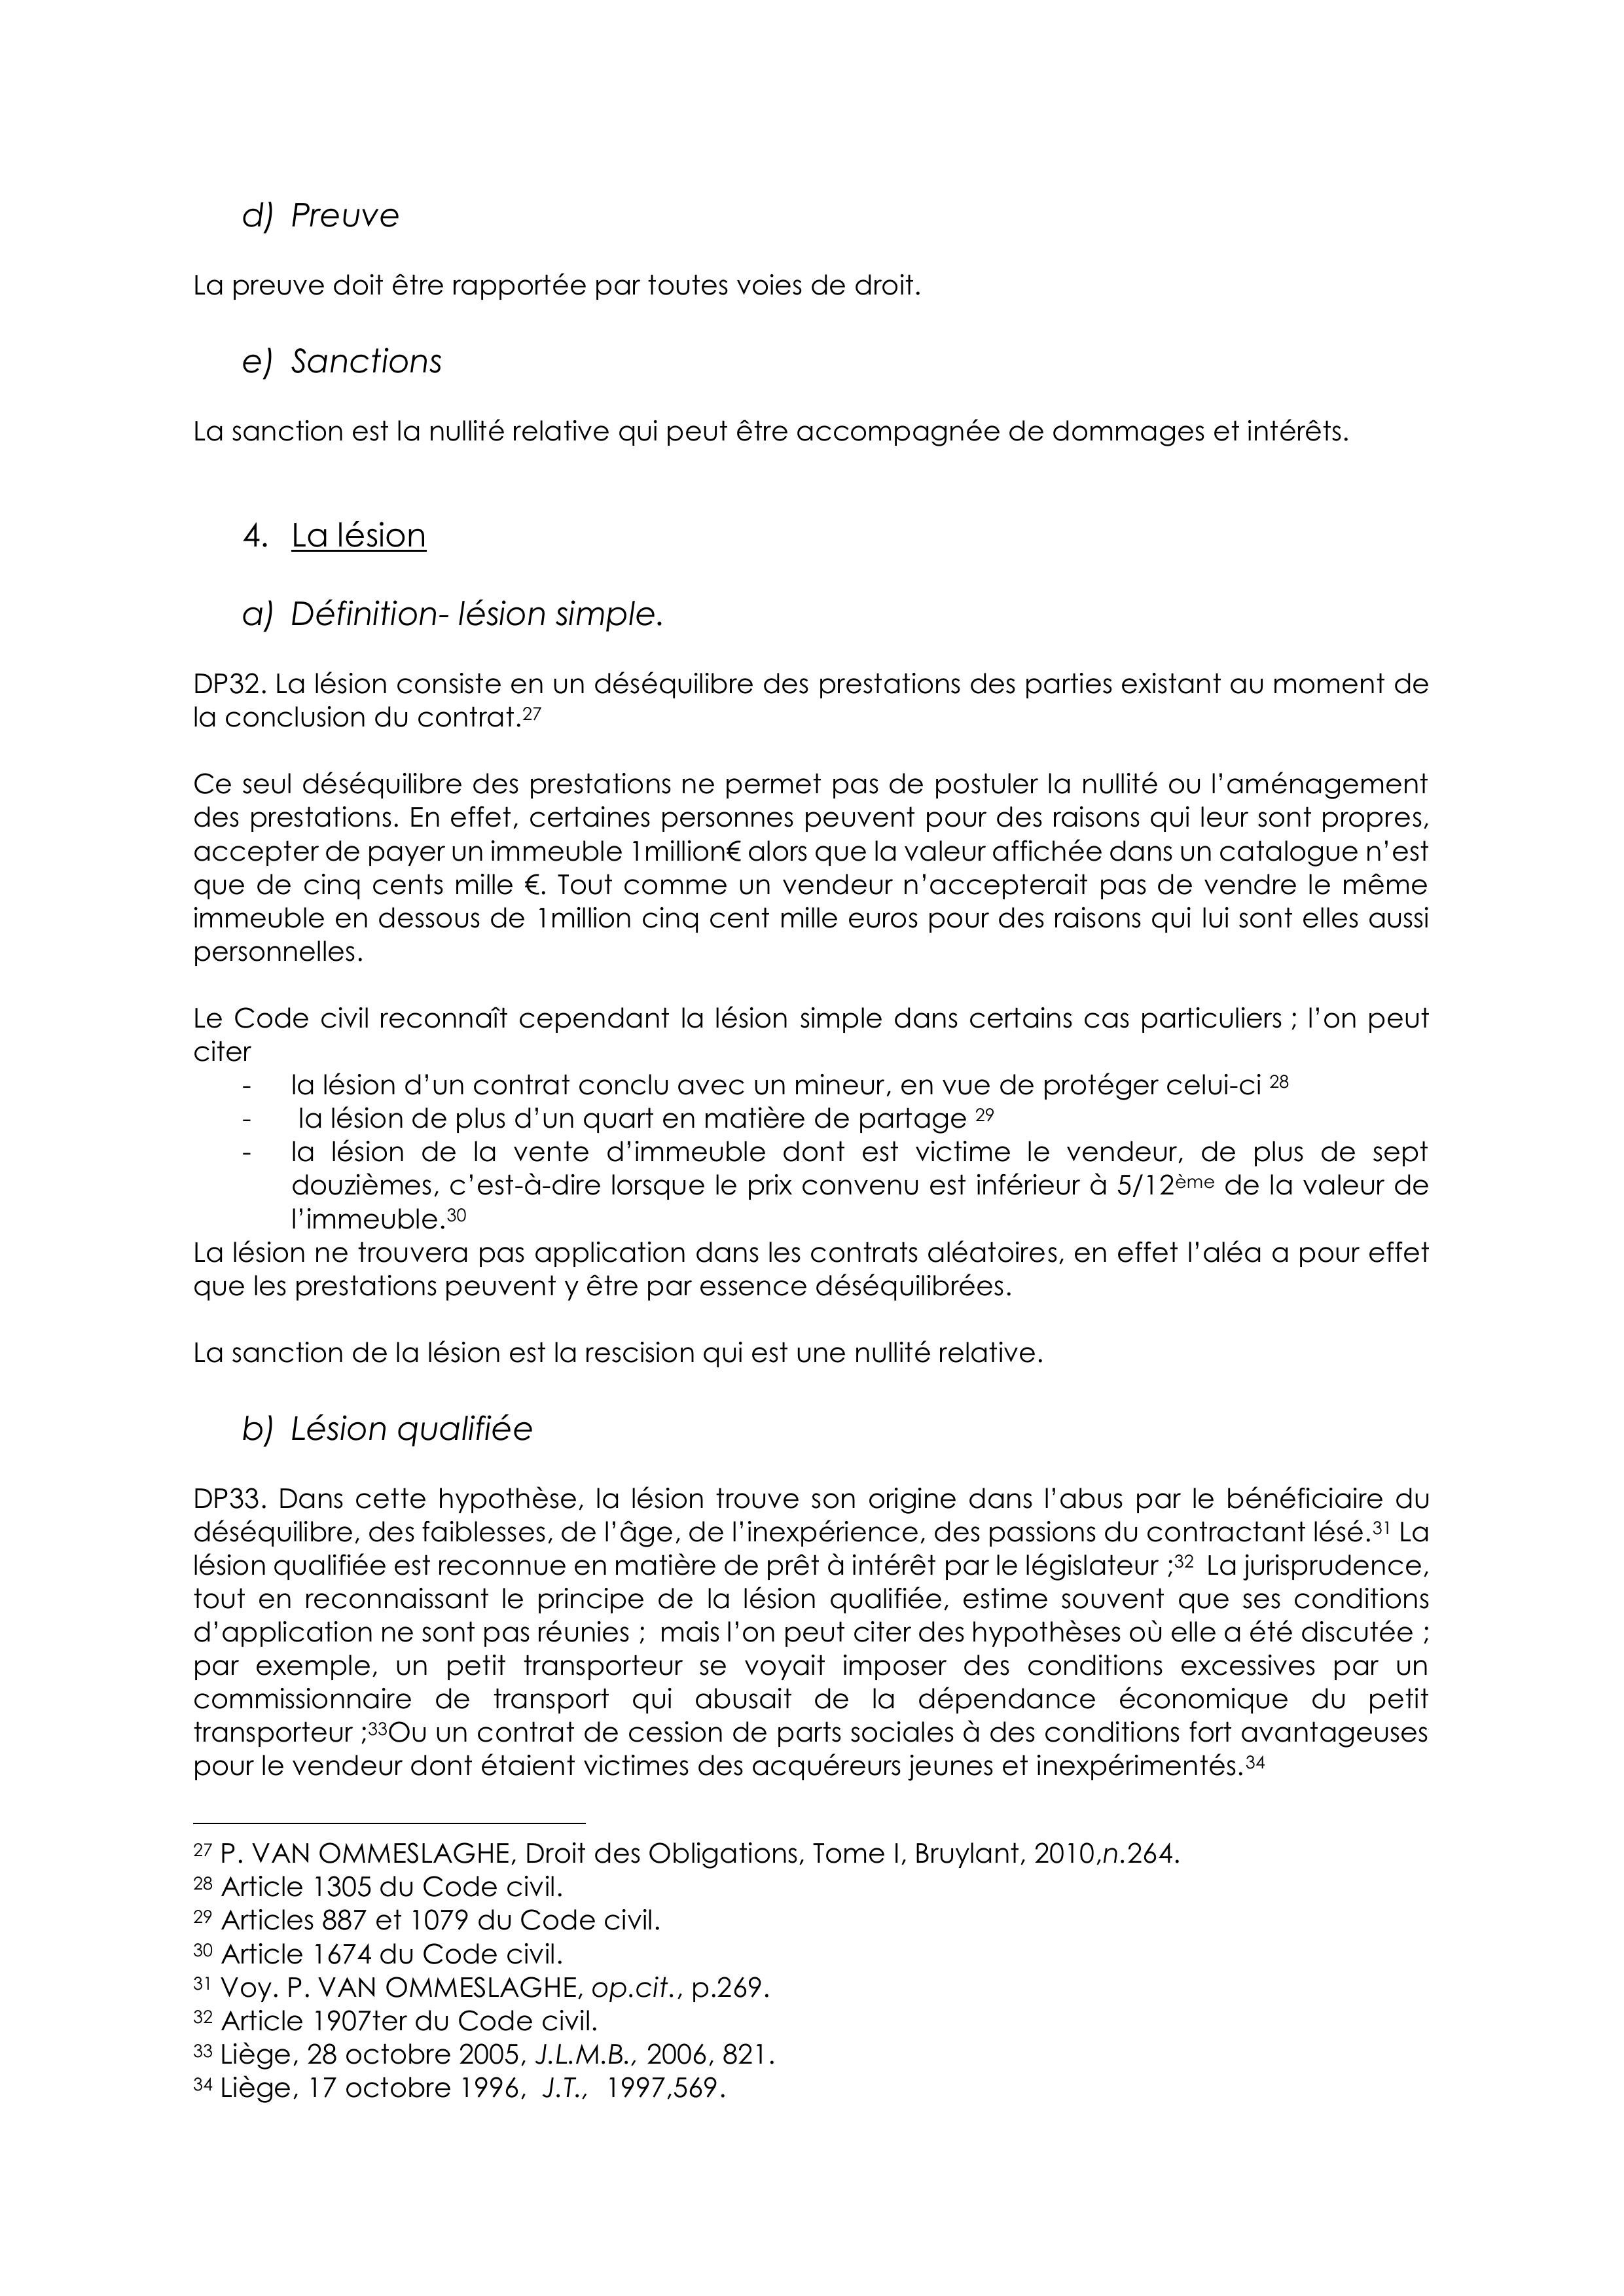 d) Preuve
La preuve doit être rapportée par toutes voies de droit.
e) Sanctions
La sanction est la nullité relative qui peut être accompagnée de dommages et intérêts.
4. La lésion
a) Définition- lésion simple.
DP32. La lésion consiste en un déséquilibre des prestations des parties existant au moment de
la conclusion du contrat.27
Ce seul déséquilibre des prestations ne permet pas de postuler la nullité ou l’aménagement
des prestations. En effet, certaines personnes peuvent pour des raisons qui leur sont propres,
accepter de payer un immeuble 1million€ alors que la valeur affichée dans un catalogue n’est
que de cinq cents mille €. Tout comme un vendeur n’accepterait pas de vendre le même
immeuble en dessous de 1million cinq cent mille euros pour des raisons qui lui sont elles aussi
personnelles.
Le Code civil reconnaît cependant la lésion simple dans certains cas particuliers ; l’on peut
citer
- la lésion d’un contrat conclu avec un mineur, en vue de protéger celui-ci 28
- la lésion de plus d’un quart en matière de partage 29
- la lésion de la vente d’immeuble dont est victime le vendeur, de plus de sept
douzièmes, c’est-à-dire lorsque le prix convenu est inférieur à 5/12ème de la valeur de
l’immeuble.30
La lésion ne trouvera pas application dans les contrats aléatoires, en effet l’aléa a pour effet
que les prestations peuvent y être par essence déséquilibrées.
La sanction de la lésion est la rescision qui est une nullité relative.
b) Lésion qualifiée
DP33. Dans cette hypothèse, la lésion trouve son origine dans l’abus par le bénéficiaire du
déséquilibre, des faiblesses, de l’âge, de l’inexpérience, des passions du contractant lésé.31 La
lésion qualifiée est reconnue en matière de prêt à intérêt par le législateur ;32 La jurisprudence,
tout en reconnaissant le principe de la lésion qualifiée, estime souvent que ses conditions
d’application ne sont pas réunies ; mais l’on peut citer des hypothèses où elle a été discutée ;
par exemple, un petit transporteur se voyait imposer des conditions excessives par un
commissionnaire de transport qui abusait de la dépendance économique du petit
transporteur ;33Ou un contrat de cession de parts sociales à des conditions fort avantageuses
pour le vendeur dont étaient victimes des acquéreurs jeunes et inexpérimentés.34
27 P. VAN OMMESLAGHE, Droit des Obligations, Tome I, Bruylant, 2010,n.264.
28 Article 1305 du Code civil.
29 Articles 887 et 1079 du Code civil.
30 Article 1674 du Code civil.
31 Voy. P. VAN OMMESLAGHE, op.cit., p.269.
32 Article 1907ter du Code civil.
33 Liège, 28 octobre 2005, J.L.M.B., 2006, 821.
34 Liège, 17 octobre 1996, J.T., 1997,569.